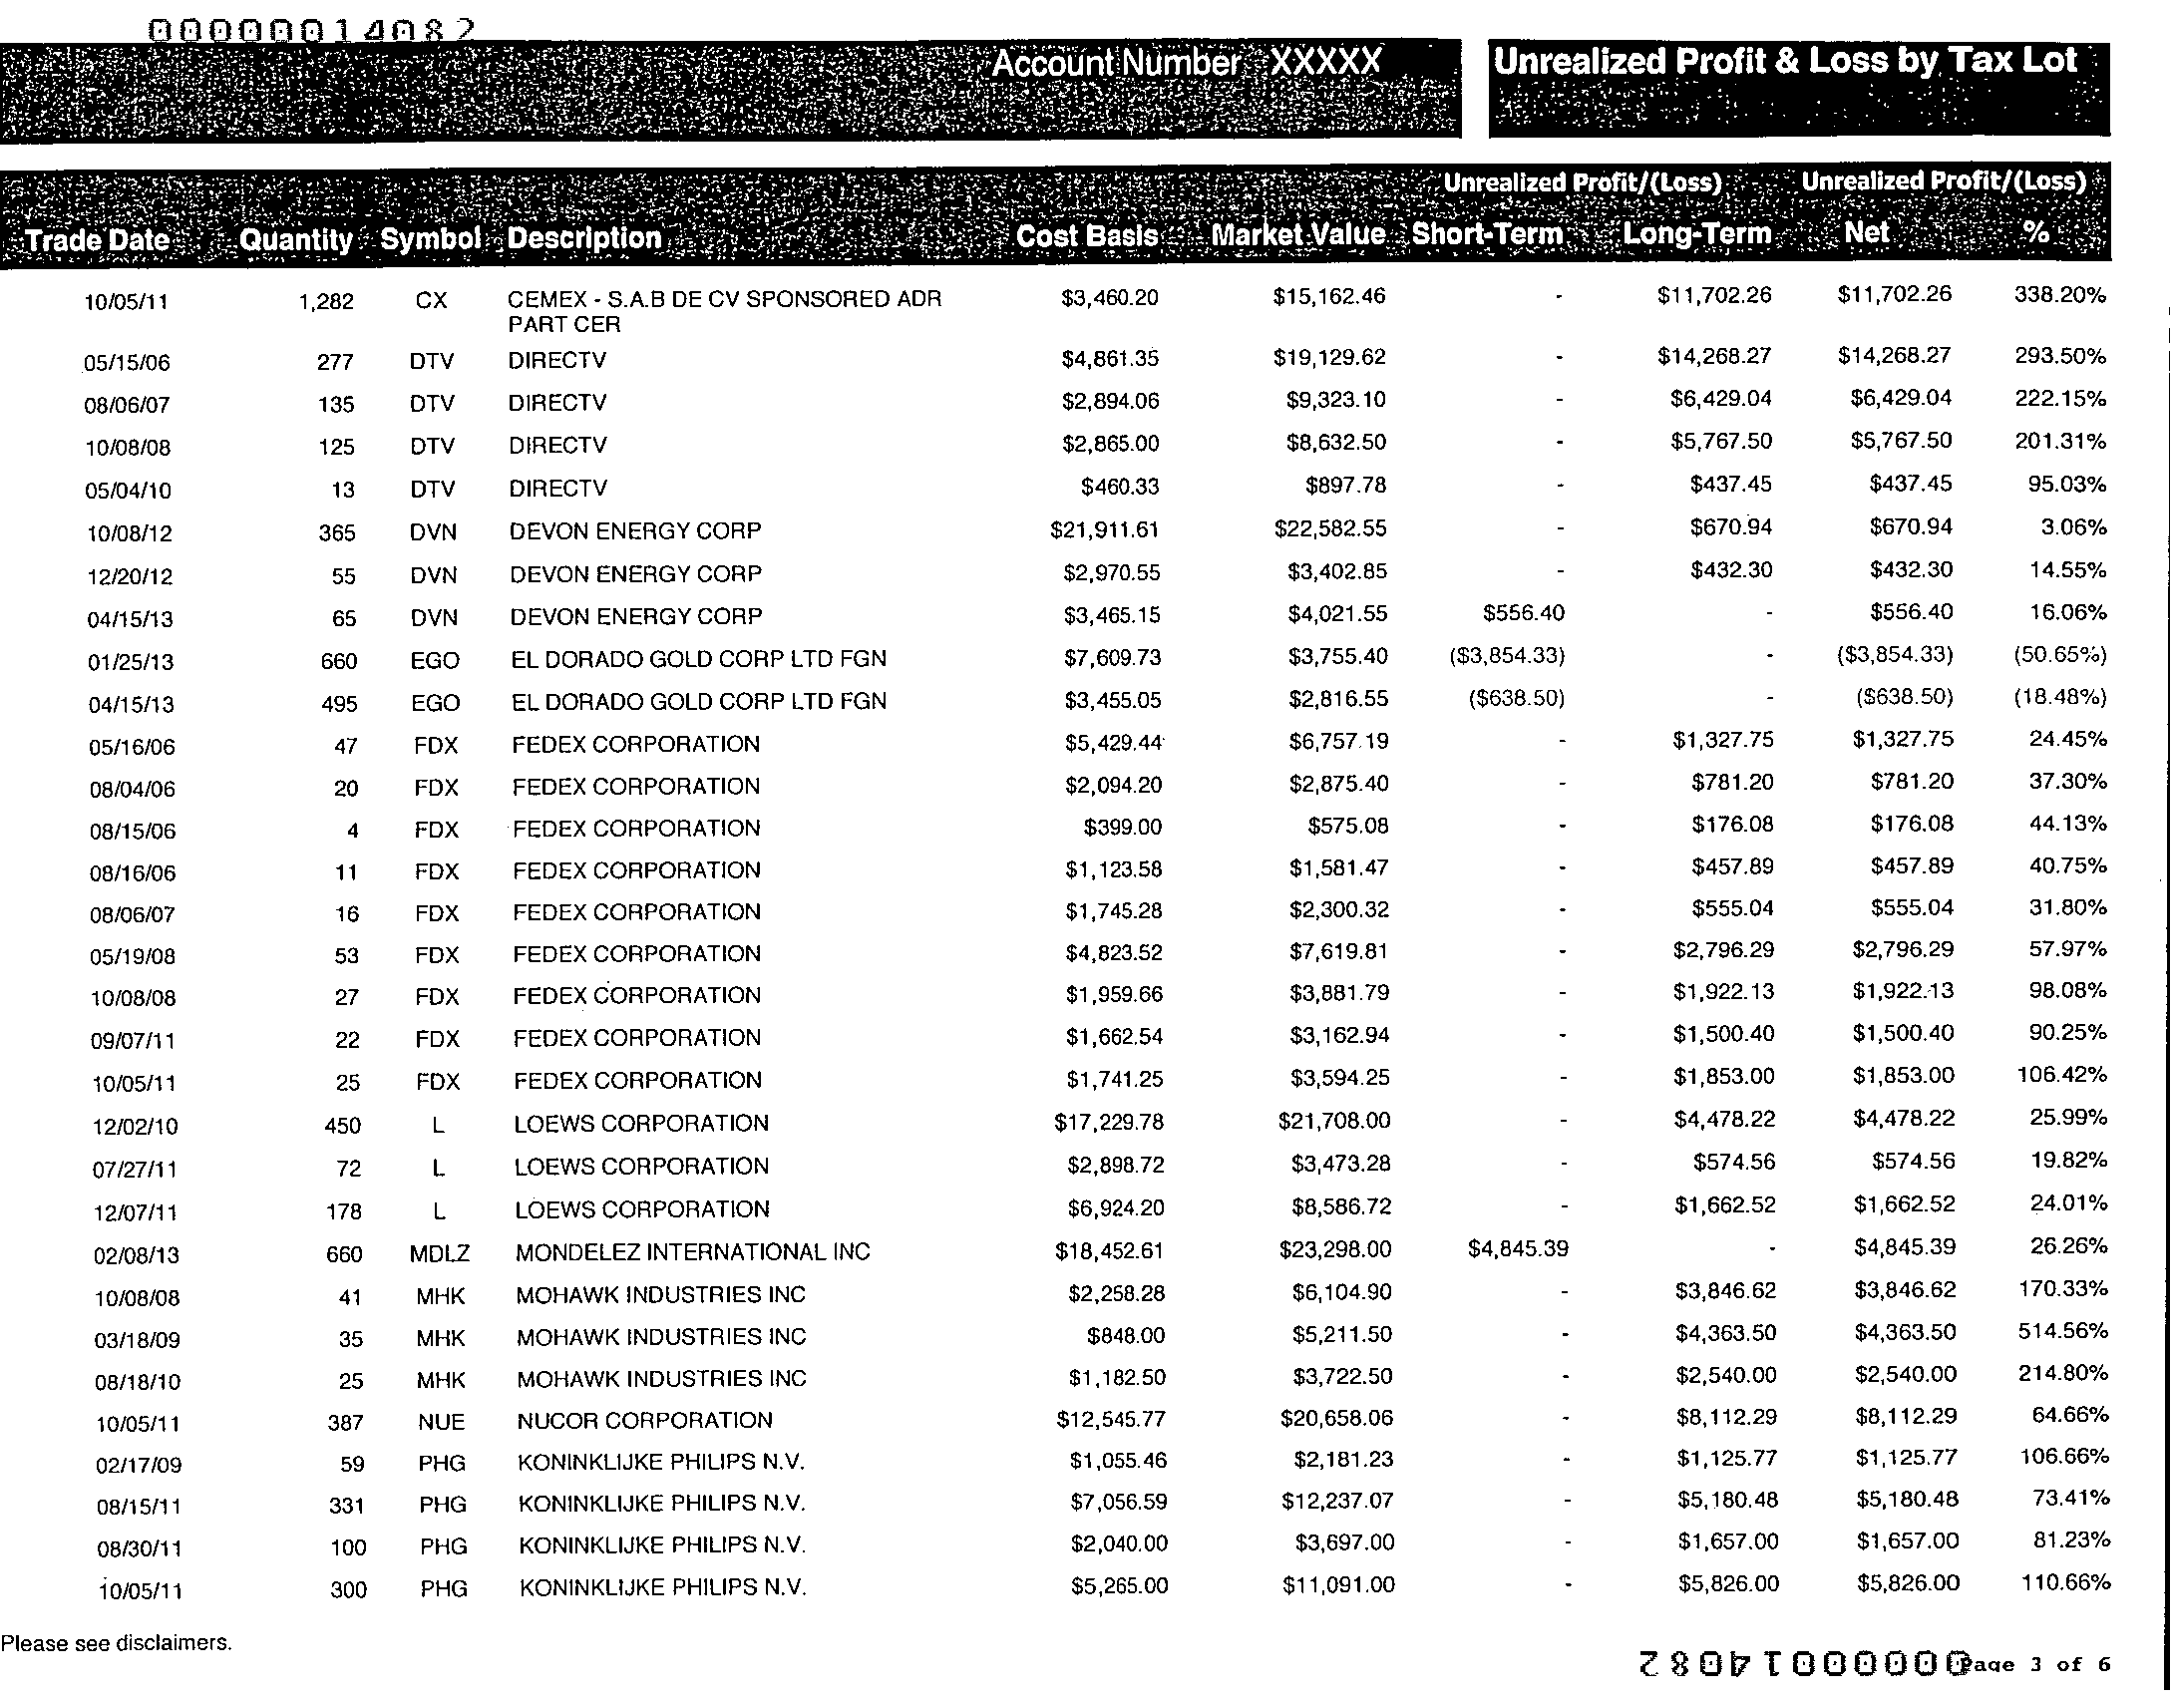 00000014082
Account Number XXXXX
Unrealized Profit & Loss by Tax Lot
Unrealized Profit/(Loss) Unrealized Profit/(Loss)
Trade Date Quantity Symbol Description Cost Basis Market Value Short-Term Long-Term Net %
10/05/11 1,282 CX CEMEX - S.A.B DE CV SPONSORED ADR $3,460.20 $15,162.46 - $11,702.26 $11,702.26 338.20%
PART CER
05/15/06 277 DTV DIRECTV $4,861.35 $19,129.62 - $14,268.27 $14,268.27 293.50%
08/06/07 135 DTV DIRECTV $2,894.06 $9,323.10 - $6,429.04 $6,429.04 222.15%
10/08/08 125 DTV DIRECTV $2,865.00 $8,632.50 - $5,767.50 $5,767.50 201.31%
05/04/10 13 DTV DIRECTV $460.33 $897.78 - $437.45 $437.45 95.03%
10/08/12 365 DVN DEVON ENERGY CORP $21,911.61 $22,582.55 - $670.94 $670.94 3.06%
12/20/12 55 DVN DEVON ENERGY CORP $2,970.55 $3,402.85 - $432.30 $432.30 14.55%
04/15/13 65 DVN DEVON ENERGY CORP $3,465.15 $4,021.55 $556.40 - $556.40 16.06%
01/25/13 660 EGO EL DORADO GOLD CORP LTD FGN $7,609.73 $3,755.40 ($3,854.33) - ($3,854.33) (50.65%)
04/15/13 495 EGO EL DORADO GOLD CORP LTD FGN $3,455.05 $2,816.55 ($638.50) - ($638.50) (18.48%)
05/16/06 47 FDX FEDEX CORPORATION $5,429.44 $6,757.19 - $1,327.75 $1,327.75 24.45%
08/04/06 20 FDX FEDEX CORPORATION $2,094.20 $2,875.40 - $781.20 $781.20 37.30%
08/15/06 4 FDX FEDEX CORPORATION $399.00 $575.08 - $176.08 $176.08 44.13%
08/16/06 11 FDX FEDEX CORPORATION $1,123.58 $1,581.47 - $457.89 $457.89 40.75%
08/06/07 16 FDX FEDEX CORPORATION $1,745.28 $2,300.32 - $555.04 $555.04 31.80%
05/19/08 53 FDX FEDEX CORPORATION $4,823.52 $7,619.81 - $2,796.29 $2,796.29 57.97%
10/08/08 27 FDX FEDEX CORPORATION $1,959.66 $3,881.79 - $1,922.13 $1,922.13 98.08%
09/07/11 22 FDX FEDEX CORPORATION $1,662.54 $3,162.94 - $1,500.40 $1,500.40 90.25%
10/05/11 25 FDX FEDEX CORPORATION $1,741.25 $3,594.25 - $1,853.00 $1,853.00 106.42%
12/02/10 450 L LOEWS CORPORATION $17,229.78 $21,708.00 - $4,478.22 $4,478.22 25.99%
07/27/11 72 L LOEWS CORPORATION $2,898.72 $3,473.28 - $574.56 $574.56 19.82%
12/07/11 178 L LOEWS CORPORATION $6,924.20 $8,586.72 - $1,662.52 $1,662.52 24.01%
02/08/13 660 MDLZ MONDELEZ INTERNATIONAL INC $18,452.61 $23,298.00 $4,845.39 - $4,845.39 26.26%
10/08/08 41 MHK MOHAWK INDUSTRIES INC $2,258.28 $6,104.90 - $3,846.62 $3,846.62 170.33%
03/18/09 35 MHK MOHAWK INDUSTRIES INC $848.00 $5,211.50 - $4,363.50 $4,363.50 514.56%
08/18/10 25 MHK MOHAWK INDUSTRIES INC $1,182.50 $3,722.50 - $2,540.00 $2,540.00 214.80%
10/05/11 387 NUE NUCOR CORPORATION $12,545.77 $20,658.06 - $8,112.29 $8,112.29 64.66%
02/17/09 59 PHG KONINKLIJKE PHILIPS N.V. $1,055.46 $2,181.23 - $1,125.77 $1,125.77 106.66%
08/15/11 331 PHG KONINKLIJKE PHILIPS N.V. $7,056.59 $12,237.07 - $5,180.48 $5,180.48 73.41%
08/30/11 100 PHG KONINKLIJKE PHILIPS N.V. $2,040.00 $3,697.00 - $1,657.00 $1,657.00 81.23%
10/05/11 300 PHG KONINKLIJKE PHILIPS N.V. $5,265.00 $11,091.00 - $5,826.00 $5,826.00 110.66%
Please see disclaimers.
00000014082 Page 3 of 6